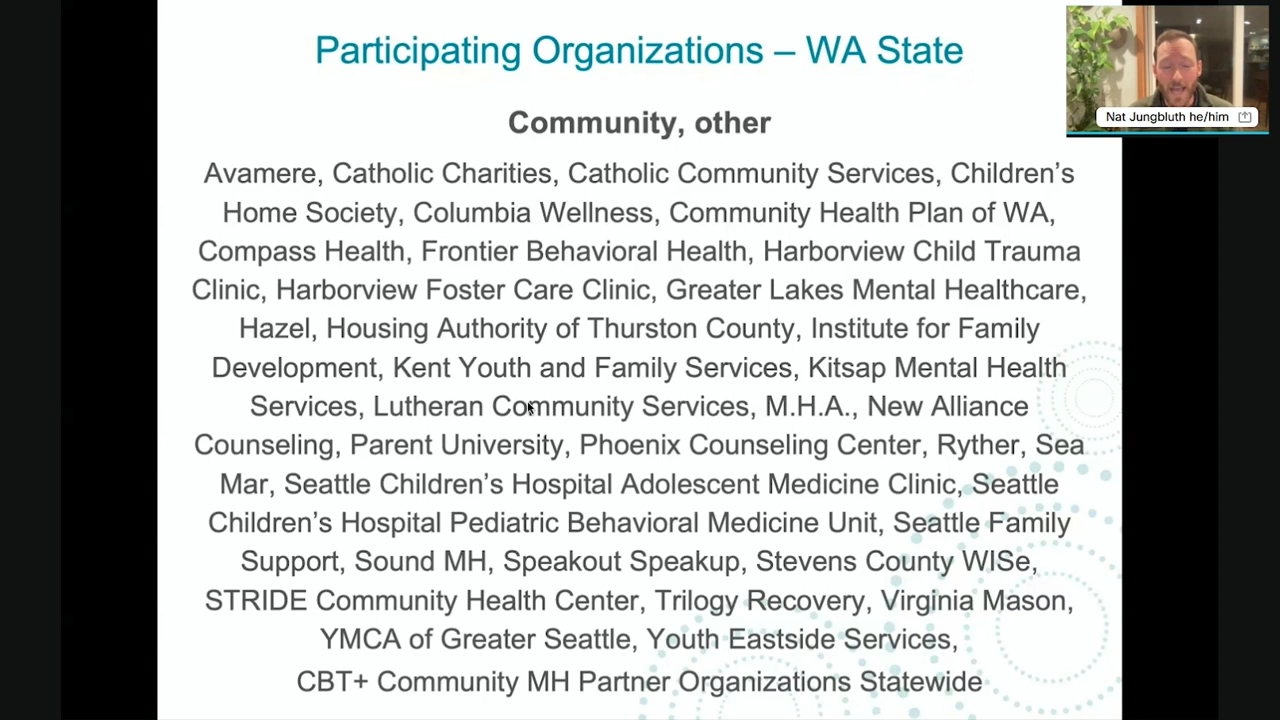 Participating Organizations – WA State
Nat Jungbluth he/him
Community, other
Avamere, Catholic Charities, Catholic Community Services, Children’s
Home Society, Columbia Wellness, Community Health Plan of WA,
Compass Health, Frontier Behavioral Health, Harborview Child Trauma
Clinic, Harborview Foster Care Clinic, Greater Lakes Mental Healthcare,
Hazel, Housing Authority of Thurston County, Institute for Family
Development, Kent Youth and Family Services, Kitsap Mental Health
Services, Lutheran Community Services, M.H.A., New Alliance
Counseling, Parent University, Phoenix Counseling Center, Ryther, Sea
Mar, Seattle Children’s Hospital Adolescent Medicine Clinic, Seattle
Children’s Hospital Pediatric Behavioral Medicine Unit, Seattle Family
Support, Sound MH, Speakout Speakup, Stevens County WISe,
STRIDE Community Health Center, Trilogy Recovery, Virginia Mason,
YMCA of Greater Seattle, Youth Eastside Services,
CBT+ Community MH Partner Organizations Statewide